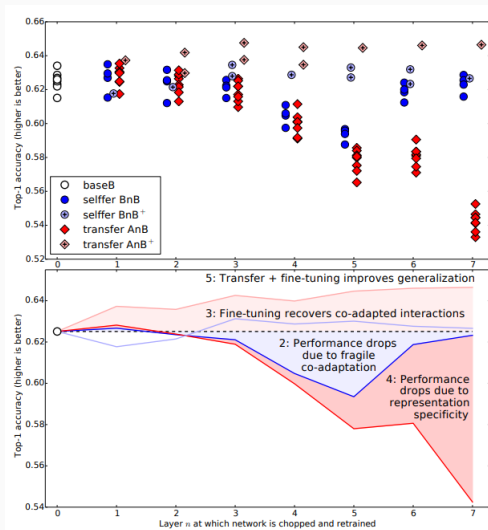 0.66
0.64
0.62
0.60
0.58
0.56
0.54
0.52
Top-1 accuracy (higher is better)
baseB
selffer BnB
selffer BnB+
transfer AnB
transfer AnB+
0 1 2 3 4 5 6 7
5: Transfer + fine-tuning improves generalization
3: Fine-tuning recovers co-adapted interactions
2: Performance drops
due to fragile
co-adaptation
4: Performance
drops due to
representation
specificity
0.64
0.62
0.60
0.58
0.56
0.54
Top-1 accuracy (higher is better)
0 1 2 3 4 5 6 7
Layer n at which network is chopped and retrained